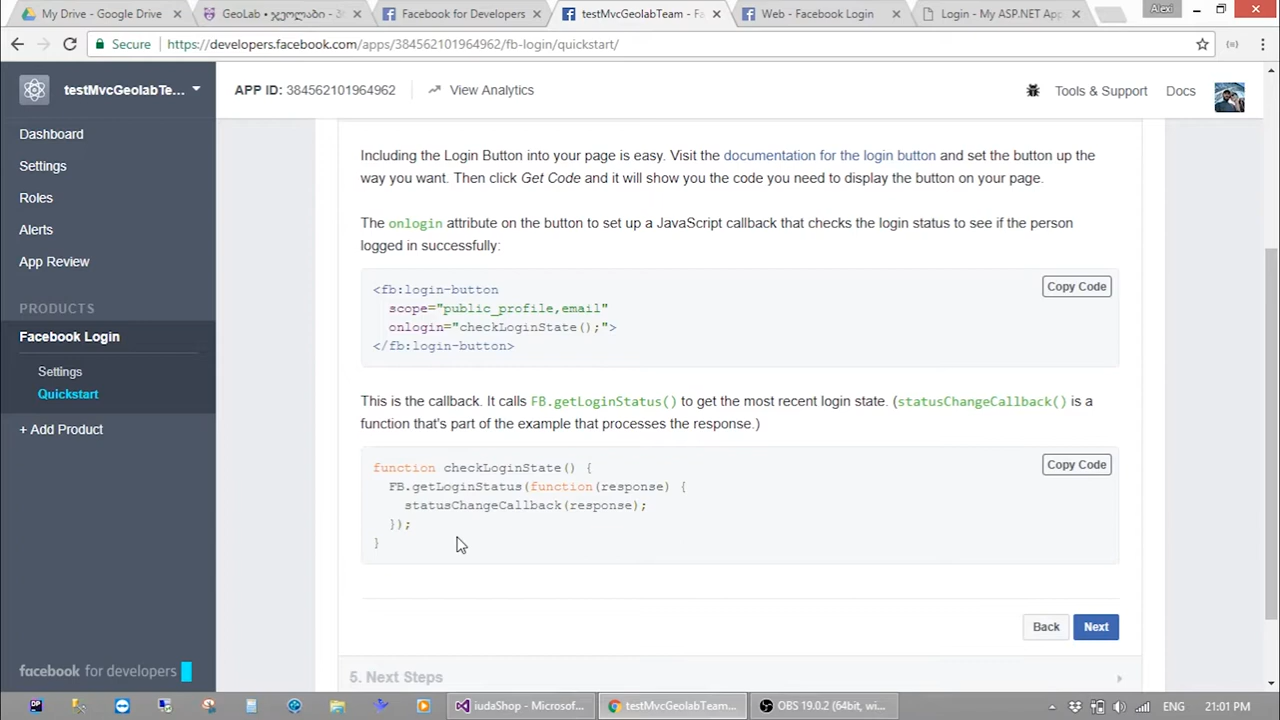 My Drive - Google Drive
GeoLab • ჯეოლაბი - F
Facebook for Developers
testMvcGeolabTeam - Fa
Web - Facebook Login
Login - My ASP.NET App
Alexi
Secure
https://developers.facebook.com/apps/384562101964962/fb-login/quickstart/
testMvcGeolabTe...
APP ID: 384562101964962
View Analytics
Tools & Support
Docs
Dashboard
Settings
Roles
Alerts
App Review
PRODUCTS
Facebook Login
Settings
Quickstart
+ Add Product
facebook for developers
Including the Login Button into your page is easy. Visit the documentation for the login button and set the button up the
way you want. Then click Get Code and it will show you the code you need to display the button on your page.
The onlogin attribute on the button to set up a JavaScript callback that checks the login status to see if the person
logged in successfully:
Copy Code
<fb:login-button
scope="public_profile,email"
onlogin="checkLoginState();">
</fb:login-button>
This is the callback. It calls FB.getLoginStatus() to get the most recent login state. (statusChangeCallback() is a
function that's part of the example that processes the response.)
Copy Code
function checkLoginState() {
FB.getLoginStatus(function(response) {
statusChangeCallback(response);
});
}
Back
Next
5. Next Steps
iudaShop - Microsof...
testMvcGeolabTeam...
OBS 19.0.2 (64bit, wi...
ENG
21:01 PM